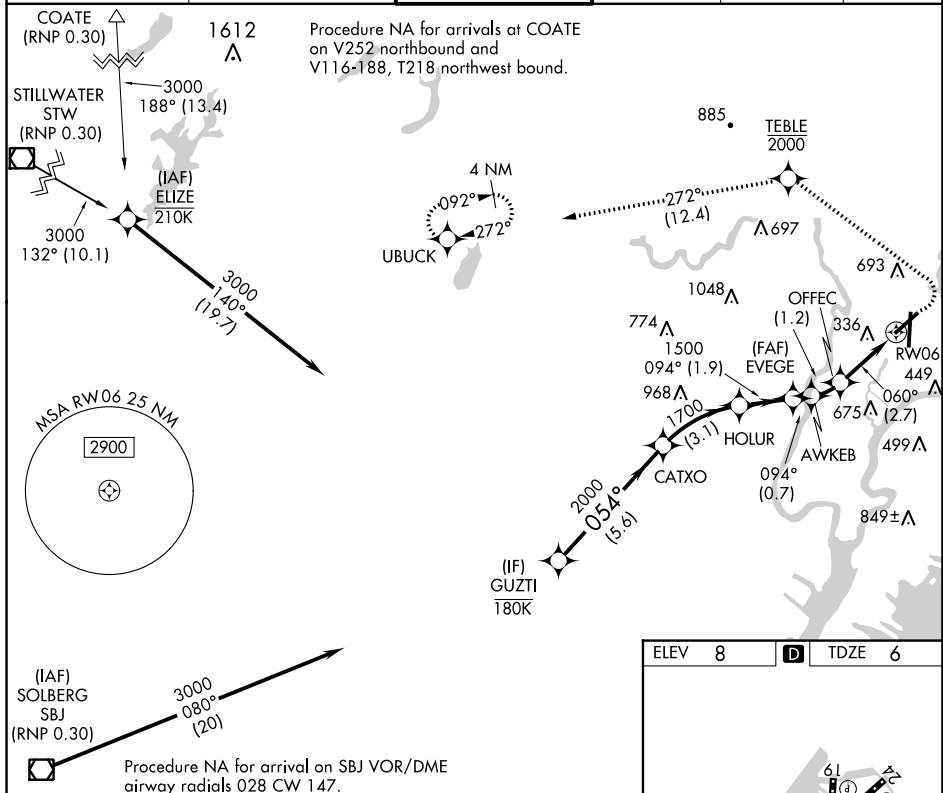 COATE
(RNP 0.30)
1612
Procedure NA for arrivals at COATE
on V252 northbound and
V116-188, T218 northwest bound.
3000
188° (13.4)
STILLWATER
STW
(RNP 0.30)
885
TEBLE
2000
(IAF)
ELIZE
210K
4 NM
092°
272°
UBUCK
272°
(12.4)
697
3000
132° (10.1)
3000
140°
(19.7)
693
1048
OFFEC
(1.2)
336
774
1500
094° (1.9)
(FAF)
EVEGE
RW06
449
968
060°
(2.7)
675
1700
(3.1)
HOLUR
AWKEB
499
MSA RW06 25 NM
2900
CATXO
094°
(0.7)
2000
054°
(5.6)
849±
(IF)
GUZTI
180K
ELEV 8
D
TDZE 6
(IAF)
SOLBERG
SBJ
(RNP 0.30)
3000
080°
(20)
Procedure NA for arrival on SBJ VOR/DME
airway radials 028 CW 147.
19
24
P